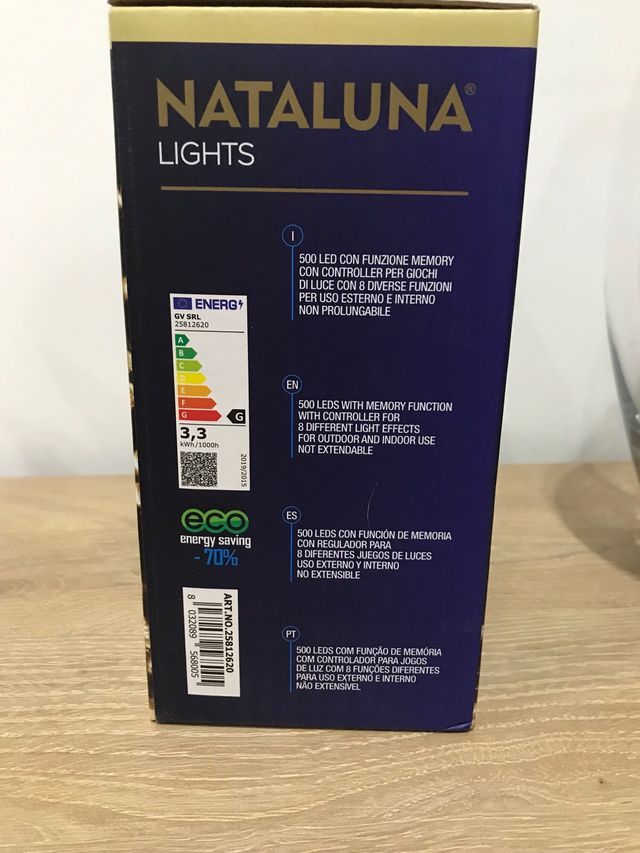 NATALUNA®
LIGHTS
I
500 LED CON FUNZIONE MEMORY
CON CONTROLLER PER GIOCHI
DI LUCE CON 8 DIVERSE FUNZIONI
PER USO ESTERNO E INTERNO
NON PROLUNGABILE
ENERG
GV SRL
25812620
A
B
C
D
E
F
G
G
3,3
kWh/1000h
2019/2015
EN
500 LEDS WITH MEMORY FUNCTION
WITH CONTROLLER FOR
8 DIFFERENT LIGHT EFFECTS
FOR OUTDOOR AND INDOOR USE
NOT EXTENDABLE
eco
energy saving
- 70%
ES
500 LEDS CON FUNCIÓN DE MEMORIA
CON REGULADOR PARA
8 DIFERENTES JUEGOS DE LUCES
USO EXTERNO Y INTERNO
NO EXTENSIBLE
ART.NO.25812620
8 032089 568005
PT
500 LEDS COM FUNÇÃO DE MEMÓRIA
COM CONTROLADOR PARA JOGOS
DE LUZ COM 8 FUNÇÕES DIFERENTES
PARA USO EXTERNO E INTERNO
NÃO EXTENSÍVEL